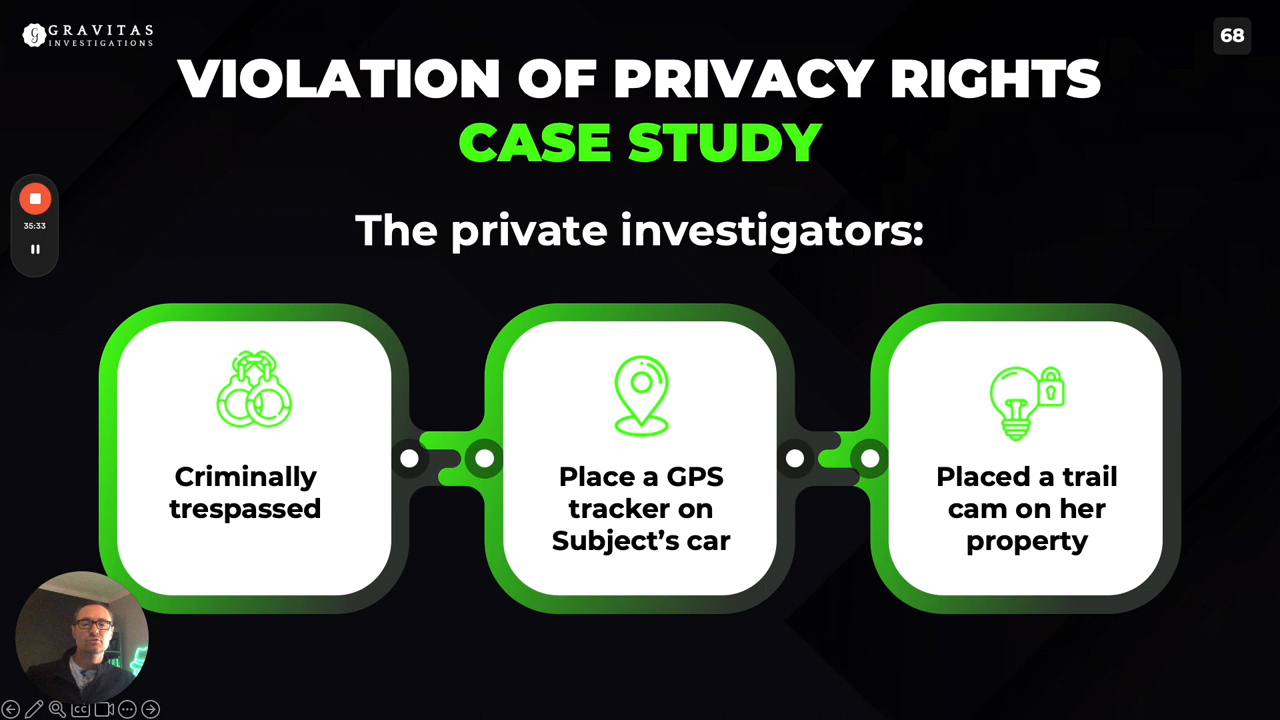 GRAVITAS
INVESTIGATIONS
68
VIOLATION OF PRIVACY RIGHTS
CASE STUDY
35:33
The private investigators:
Criminally
trespassed
Place a GPS
tracker on
Subject's car
Placed a trail
cam on her
property
CC